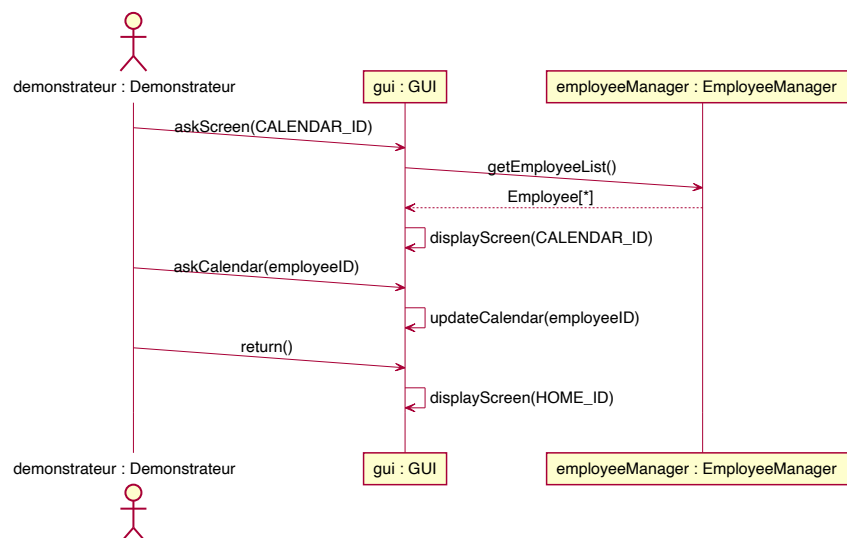 demonstrateur : Demonstrateur
gui : GUI
employeeManager : EmployeeManager
askScreen(CALENDAR_ID)
getEmployeeList()
Employee[*]
displayScreen(CALENDAR_ID)
askCalendar(employeeID)
updateCalendar(employeeID)
return()
displayScreen(HOME_ID)
demonstrateur : Demonstrateur
gui : GUI
employeeManager : EmployeeManager